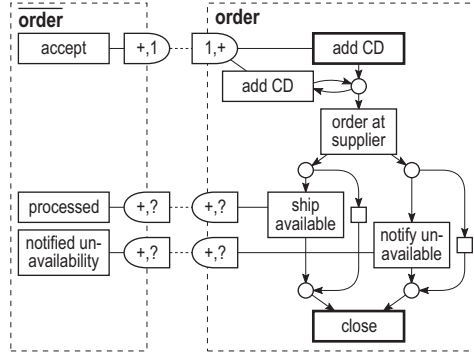 order
order
accept
+,1
1,+
add CD
add CD
order at
supplier
processed
+,?
+,?
ship
available
notified un-
availability
+,?
+,?
notify un-
available
close